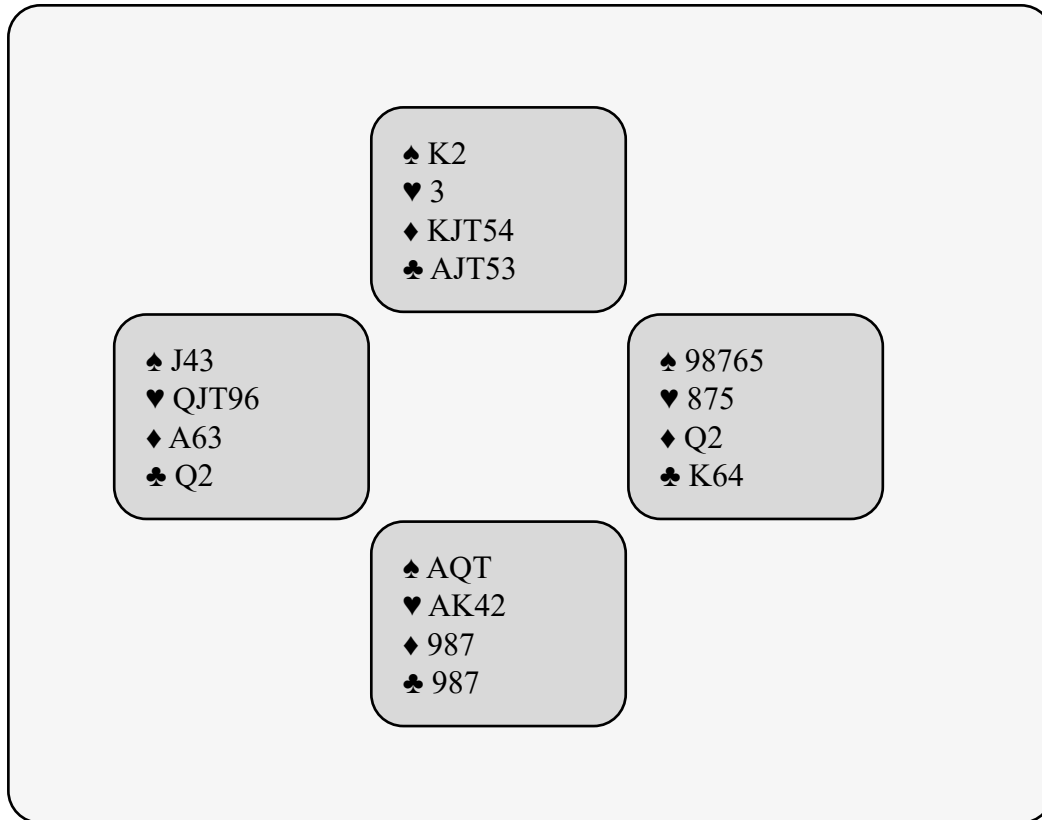 ♠ K2
♥ 3
♦ KJT54
♣ AJT53
♠ J43
♥ QJT96
♦ A63
♣ Q2
♠ 98765
♥ 875
♦ Q2
♣ K64
♠ AQT
♥ AK42
♦ 987
♣ 987